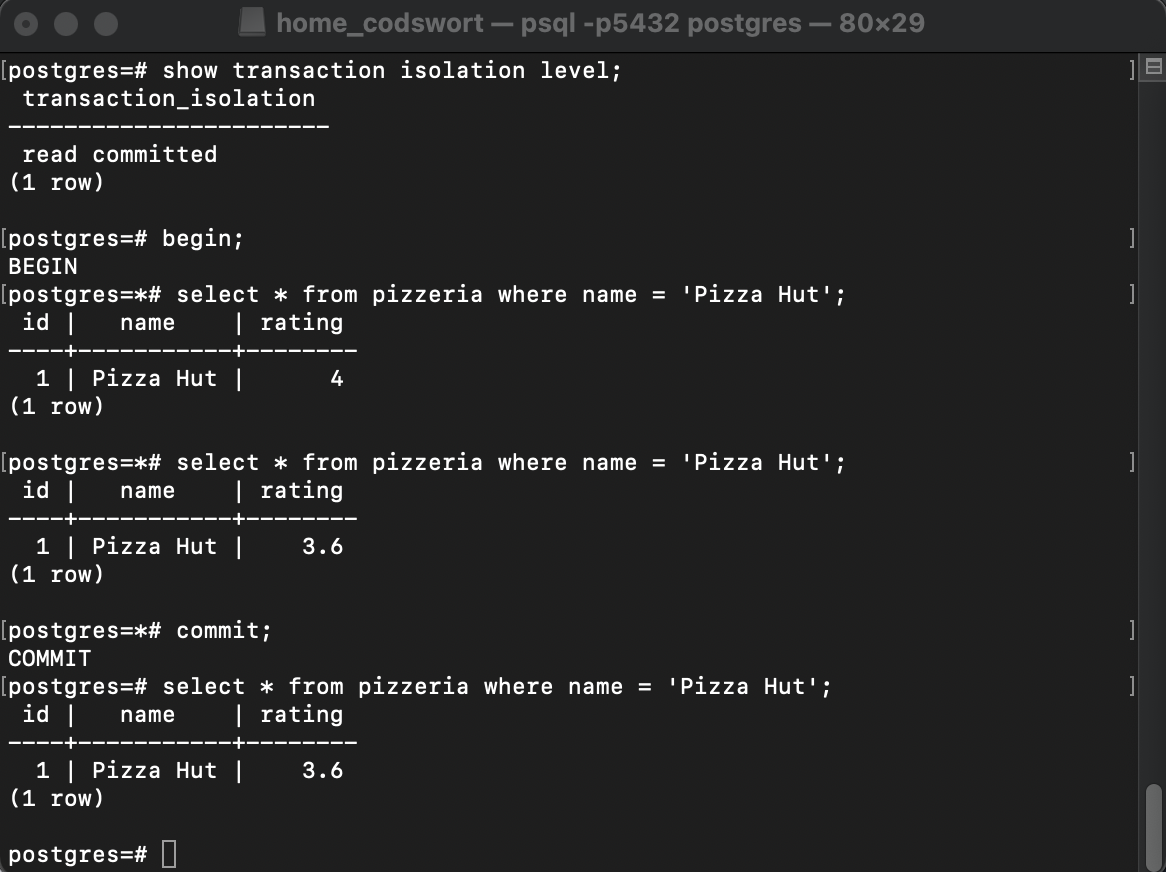 home_codswort — psql -p5432 postgres — 80×29
[postgres=# show transaction isolation level; ]
 transaction_isolation
-----------------------
 read committed
(1 row)

[postgres=# begin; ]
BEGIN
[postgres=*# select * from pizzeria where name = 'Pizza Hut'; ]
 id |   name    | rating
----+-----------+--------
  1 | Pizza Hut |      4
(1 row)

[postgres=*# select * from pizzeria where name = 'Pizza Hut'; ]
 id |   name    | rating
----+-----------+--------
  1 | Pizza Hut |    3.6
(1 row)

[postgres=*# commit; ]
COMMIT
[postgres=# select * from pizzeria where name = 'Pizza Hut'; ]
 id |   name    | rating
----+-----------+--------
  1 | Pizza Hut |    3.6
(1 row)

postgres=#